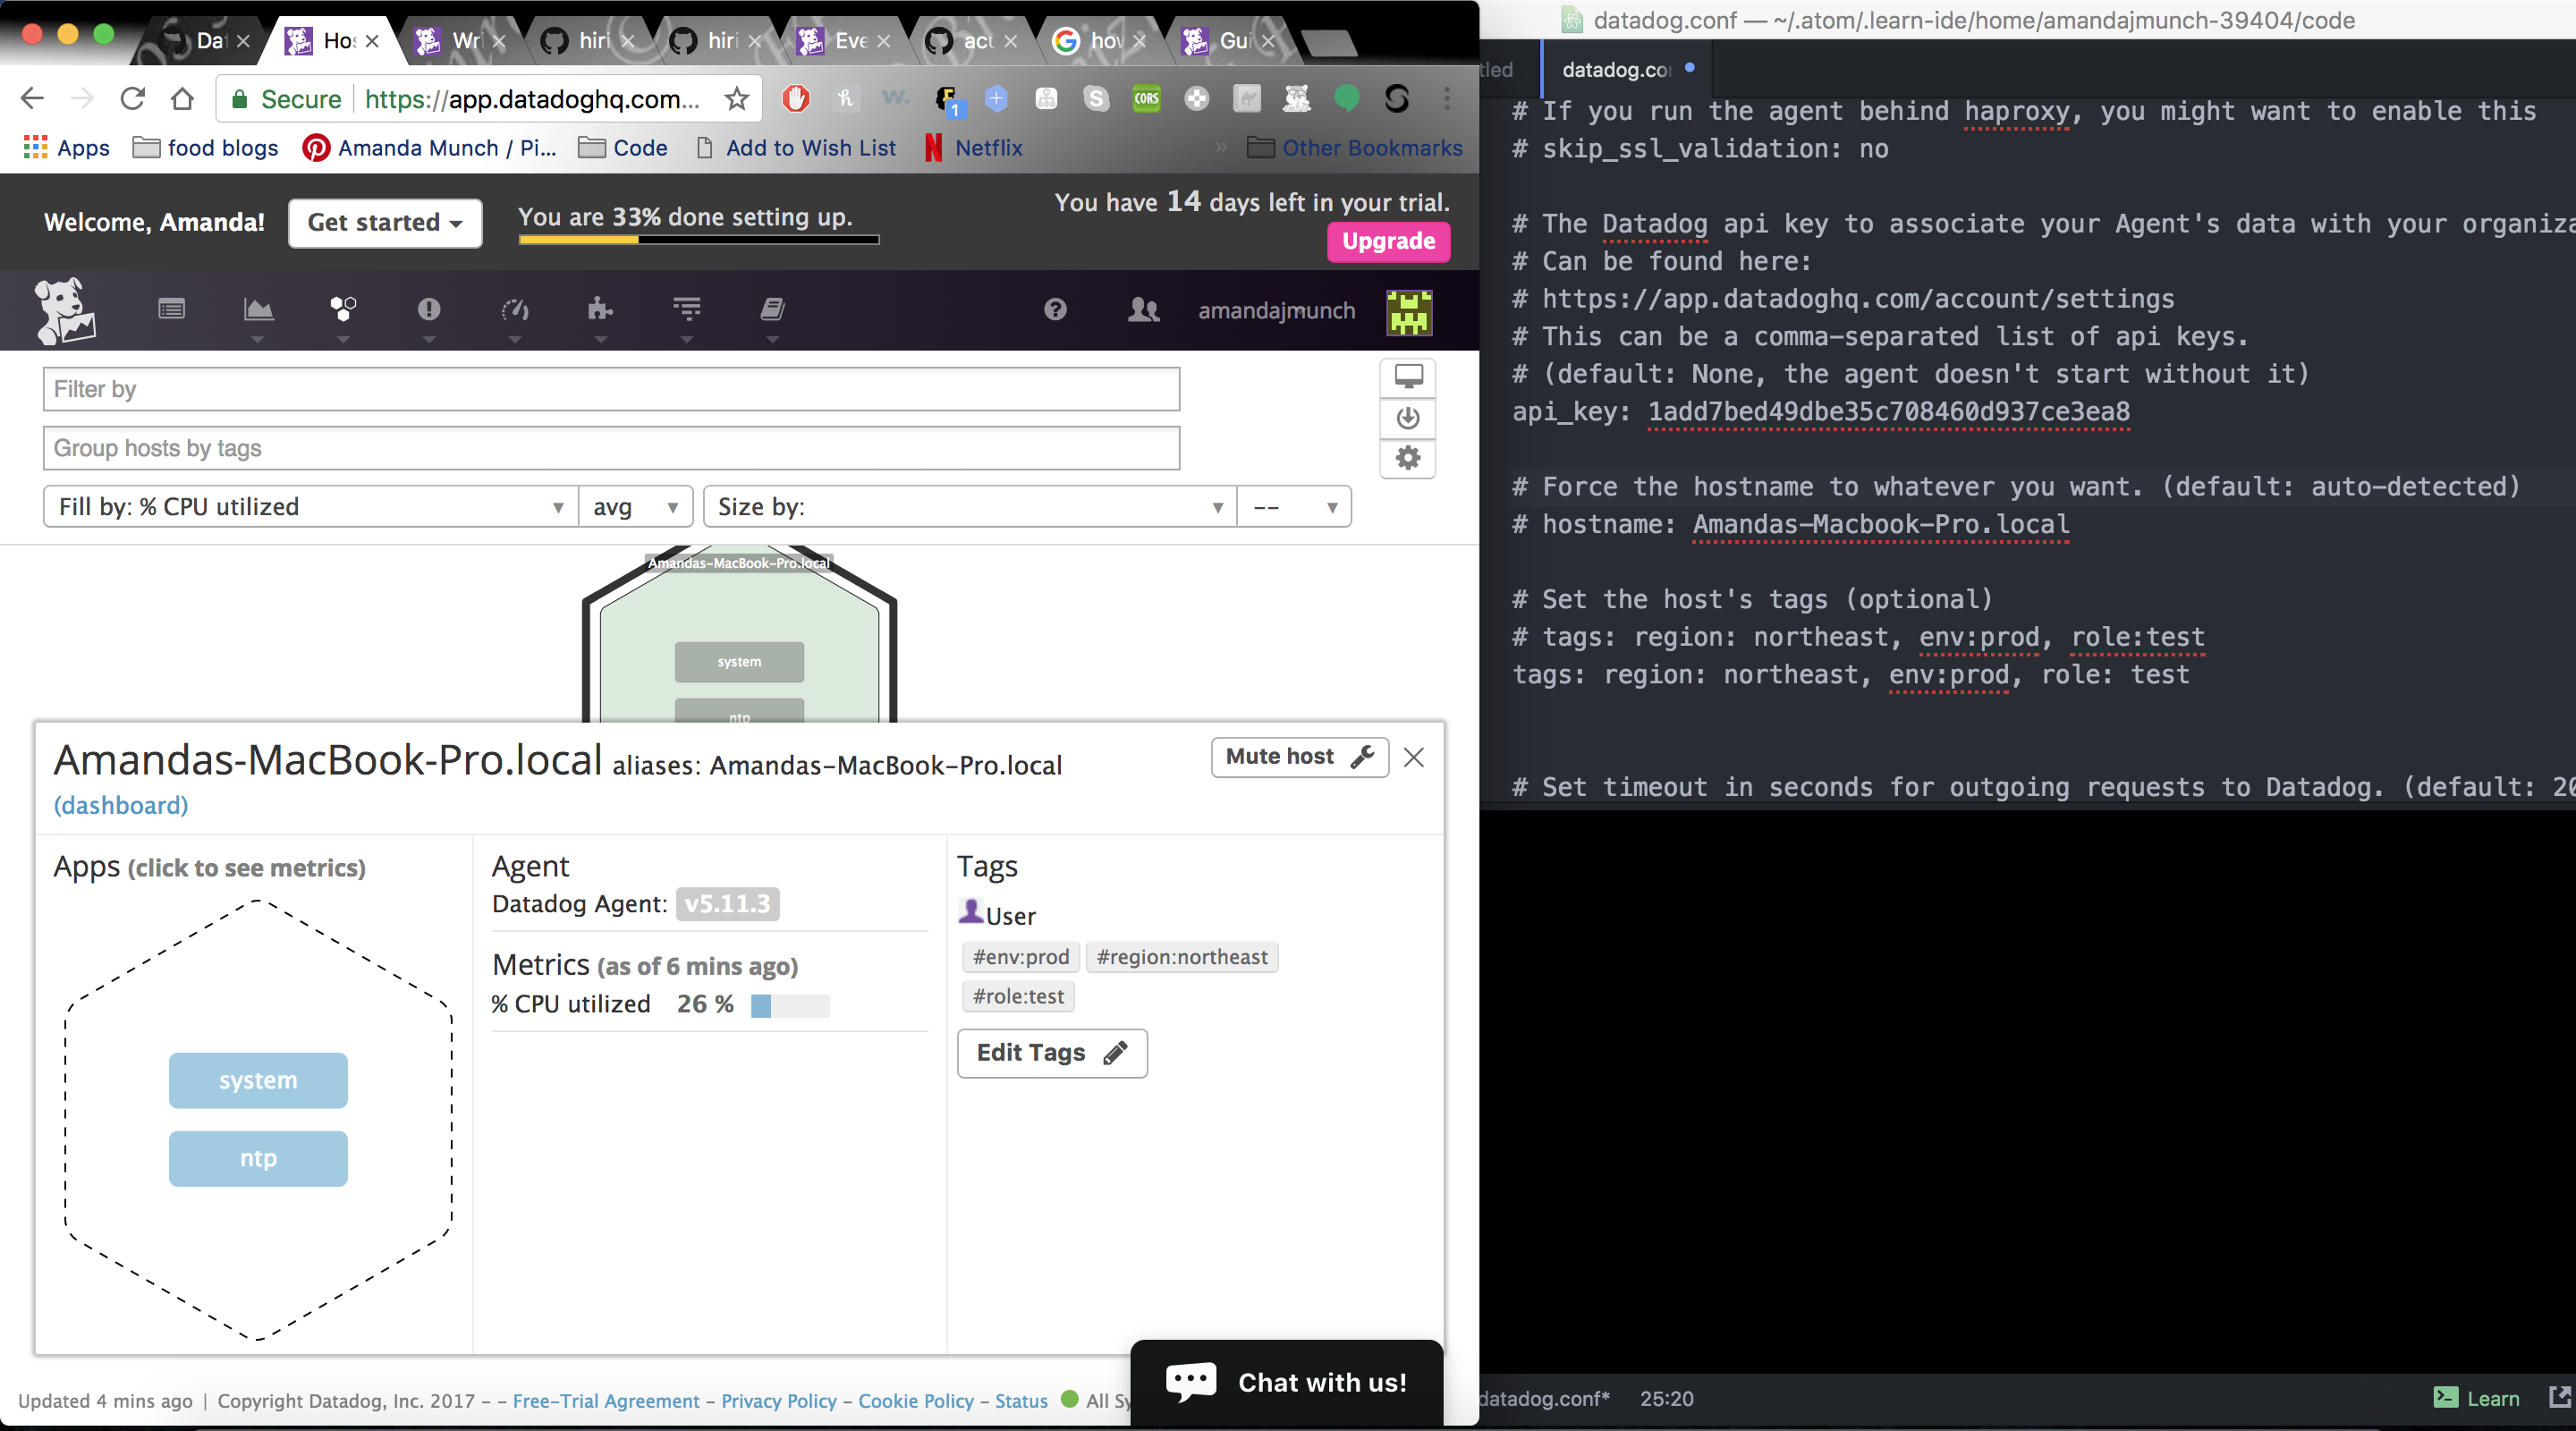 Da
Ho
Wri
hiri
hiri
Eve
act
how
Gui
Secure
https://app.datadoghq.com...
1
CORS
Apps
food blogs
Amanda Munch / Pi...
Code
Add to Wish List
Netflix
Other Bookmarks
Welcome, Amanda!
Get started
You are 33% done setting up.
You have 14 days left in your trial.
Upgrade
amandajmunch
Filter by
Group hosts by tags
Fill by: % CPU utilized
avg
Size by:
--
Amandas-MacBook-Pro.local
system
ntp
Amandas-MacBook-Pro.local aliases: Amandas-MacBook-Pro.local
(dashboard)
Mute host
Apps (click to see metrics)
system
ntp
Agent
Datadog Agent: v5.11.3
Metrics (as of 6 mins ago)
% CPU utilized 26 %
Tags
User
#env:prod #region:northeast
#role:test
Edit Tags
Updated 4 mins ago | Copyright Datadog, Inc. 2017 - - Free-Trial Agreement - Privacy Policy - Cookie Policy - Status All Sy
Chat with us!
datadog.conf — ~/.atom/.learn-ide/home/amandajmunch-39404/code
tled
datadog.con
# If you run the agent behind haproxy, you might want to enable this
# skip_ssl_validation: no
# The Datadog api key to associate your Agent's data with your organiza
# Can be found here:
# https://app.datadoghq.com/account/settings
# This can be a comma-separated list of api keys.
# (default: None, the agent doesn't start without it)
api_key: 1add7bed49dbe35c708460d937ce3ea8
# Force the hostname to whatever you want. (default: auto-detected)
# hostname: Amandas-Macbook-Pro.local
# Set the host's tags (optional)
# tags: region: northeast, env:prod, role:test
tags: region: northeast, env:prod, role: test
# Set timeout in seconds for outgoing requests to Datadog. (default: 20
datadog.conf*
25:20
Learn